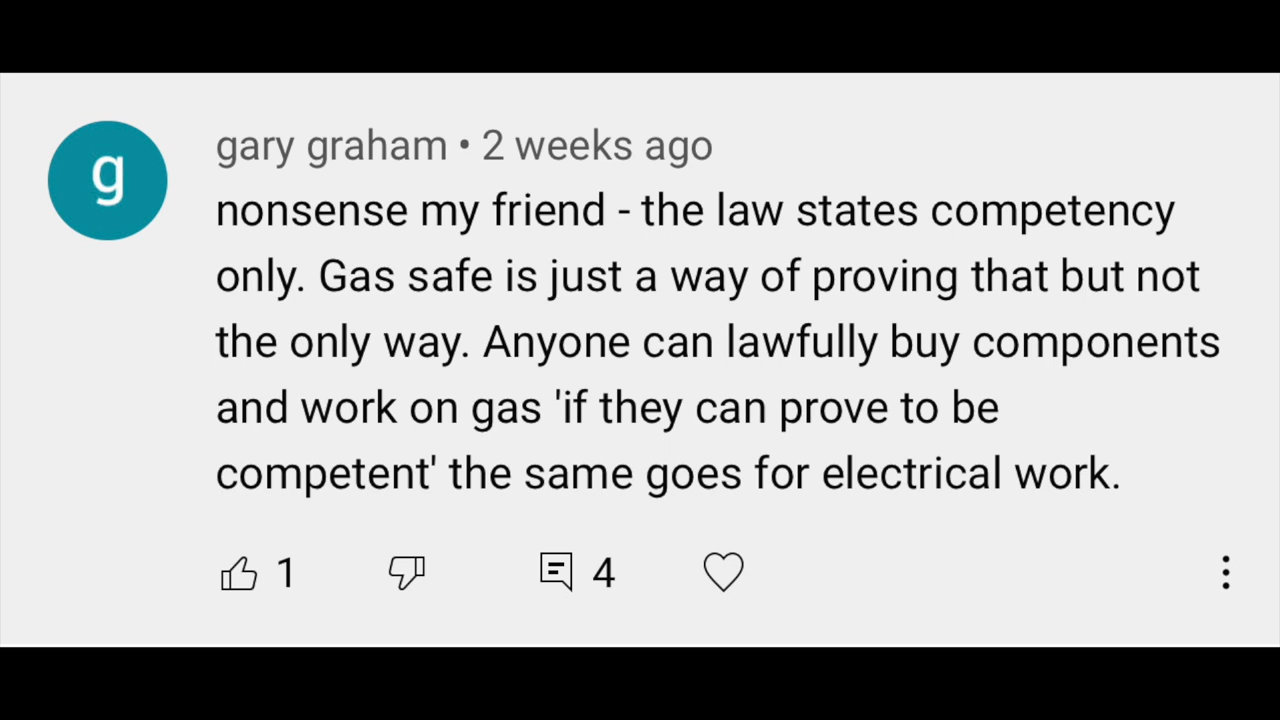 g
gary graham • 2 weeks ago
nonsense my friend - the law states competency
only. Gas safe is just a way of proving that but not
the only way. Anyone can lawfully buy components
and work on gas 'if they can prove to be
competent' the same goes for electrical work.
1 4